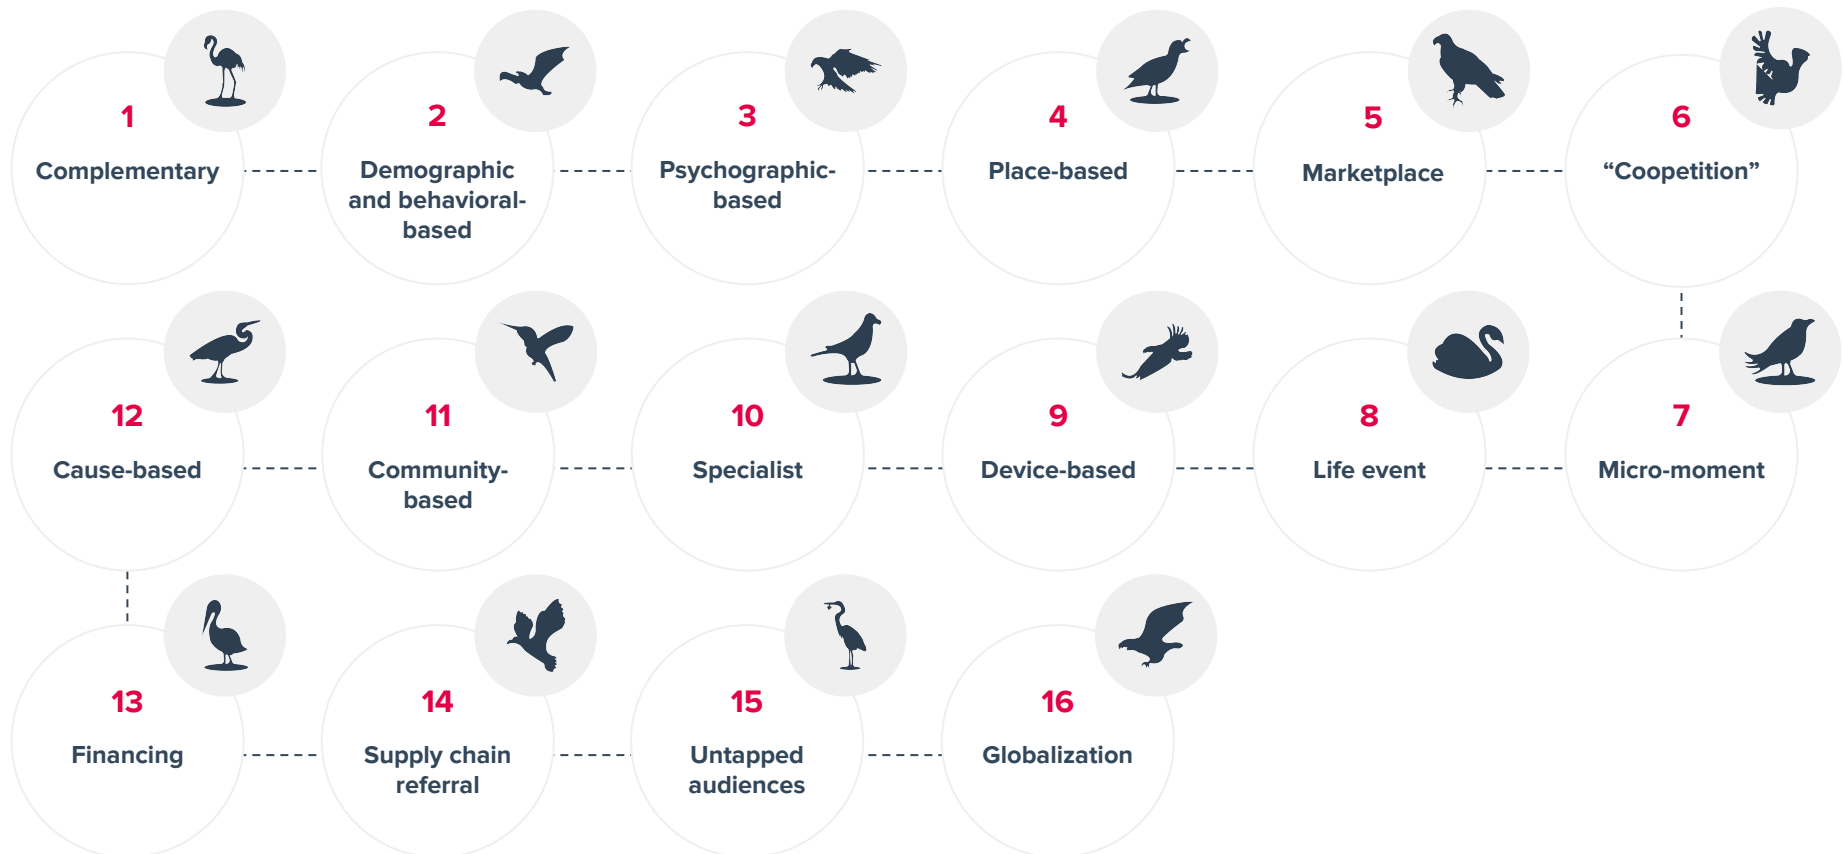 1
Complementary
2
Demographic
and behavioral-
based
3
Psychographic-
based
4
Place-based
5
Marketplace
6
“Coopetition”
12
Cause-based
11
Community-
based
10
Specialist
9
Device-based
8
Life event
7
Micro-moment
13
Financing
14
Supply chain
referral
15
Untapped
audiences
16
Globalization